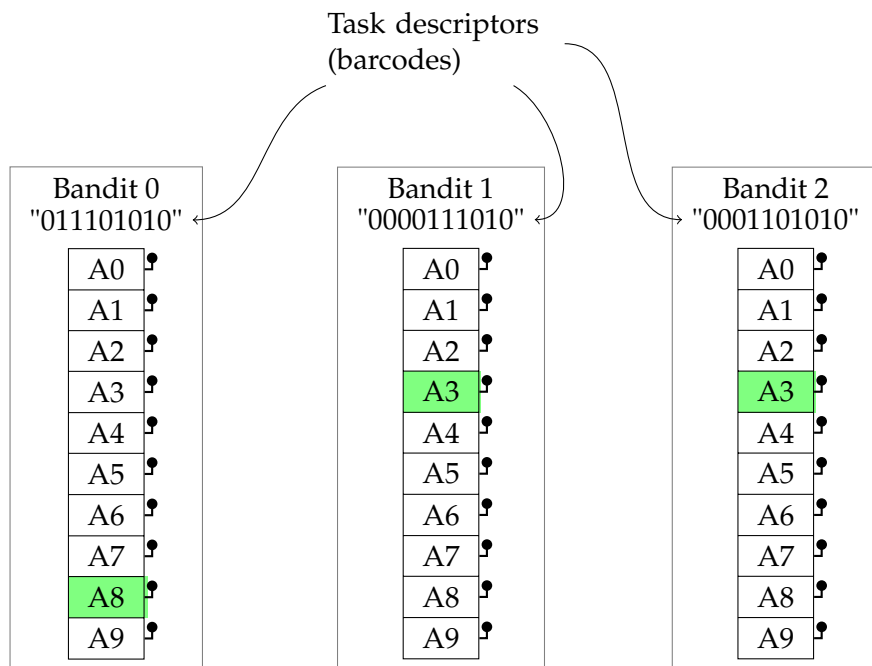 Task descriptors
(barcodes)
Bandit 0
"011101010"
A0
A1
A2
A3
A4
A5
A6
A7
A8
A9
Bandit 1
"0000111010"
A0
A1
A2
A3
A4
A5
A6
A7
A8
A9
Bandit 2
"0001101010"
A0
A1
A2
A3
A4
A5
A6
A7
A8
A9